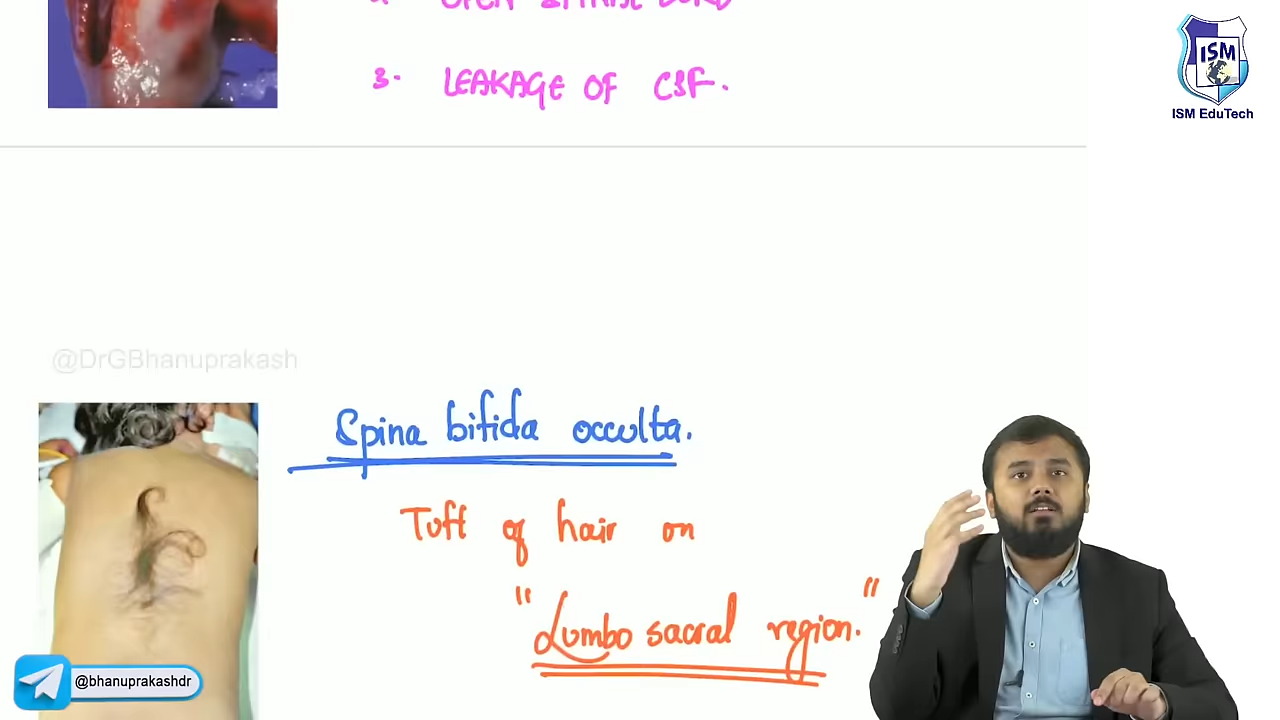 OPEN
3. LEAKAGE OF CSF.
ISM
ISM EduTech
@DrGBhanuprakash
Spina bifida occulta.
Tuft of hair on
"Lumbo sacral region."
@bhanuprakashdr